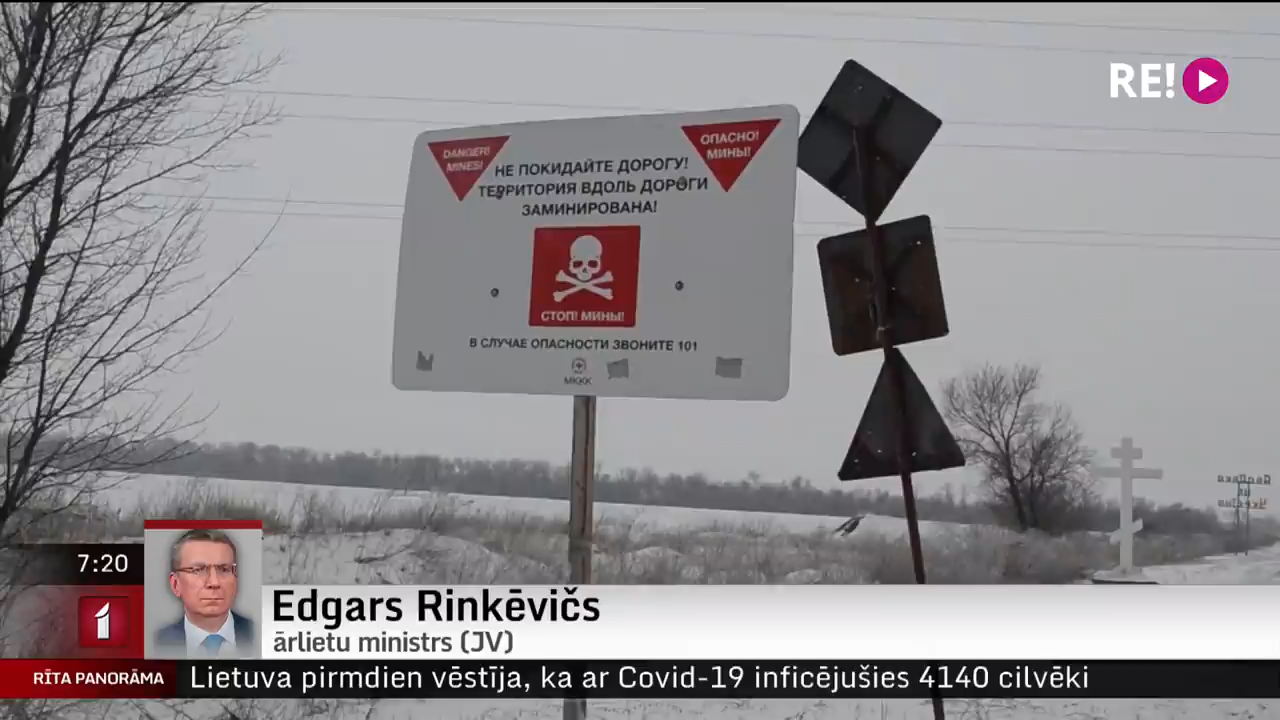 RE!
DANGER!
MINES!
ОПАСНО!
МИНЫ!
НЕ ПОКИДАЙТЕ ДОРОГУ!
ТЕРРИТОРИЯ ВДОЛЬ ДОРОГИ
ЗАМИНИРОВАНА!
СТОП! МИНЫ!
В СЛУЧАЕ ОПАСНОСТИ ЗВОНИТЕ 101
МККК
7:20
1
Edgars Rinkēvičs
ārlietu ministrs (JV)
RĪTA PANORĀMA
Lietuva pirmdien vēstīja, ka ar Covid-19 inficējušies 4140 cilvēki